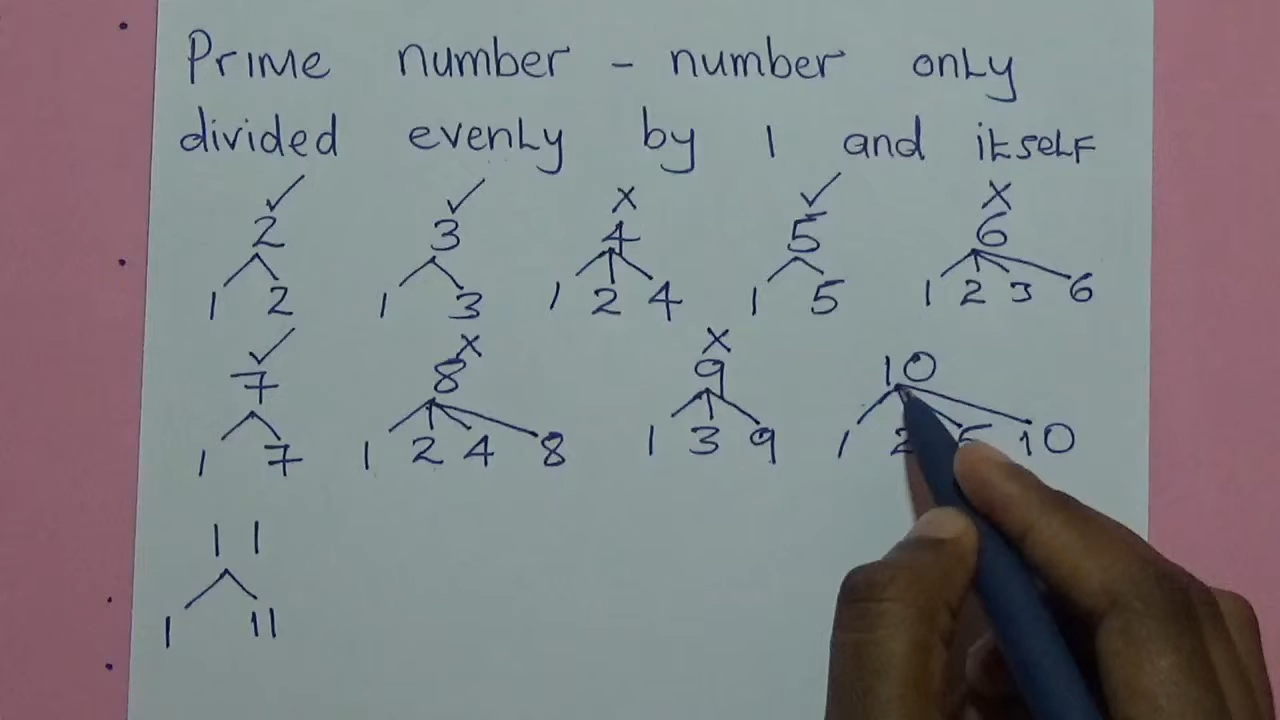 Prime number - number only
divided evenly by 1 and itself
✓ ✓ x ✓ x
2 3 4 5 6
1 2 1 3 1 2 4 1 5 1 2 3 6
✓ x x
7 8 9 10
1 7 1 2 4 8 1 3 9 1 2 5 10
11
1 11